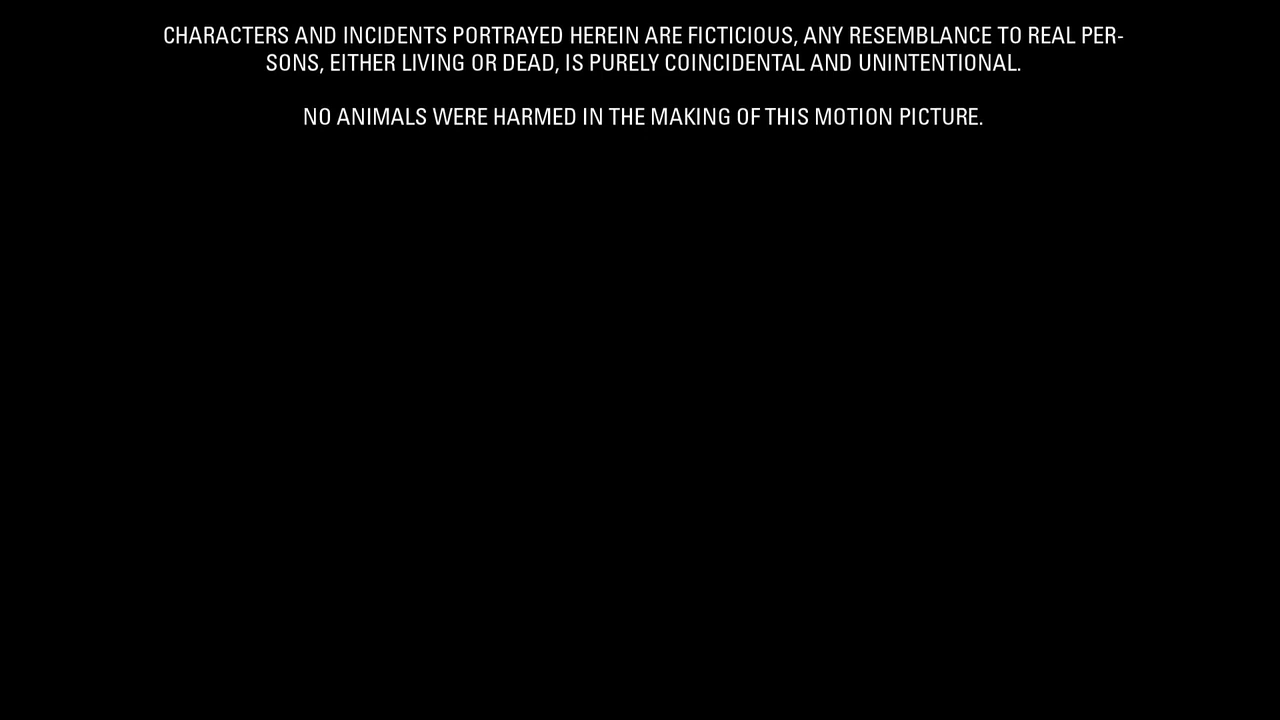 CHARACTERS AND INCIDENTS PORTRAYED HEREIN ARE FICTICIOUS, ANY RESEMBLANCE TO REAL PER-
SONS, EITHER LIVING OR DEAD, IS PURELY COINCIDENTAL AND UNINTENTIONAL.
NO ANIMALS WERE HARMED IN THE MAKING OF THIS MOTION PICTURE.